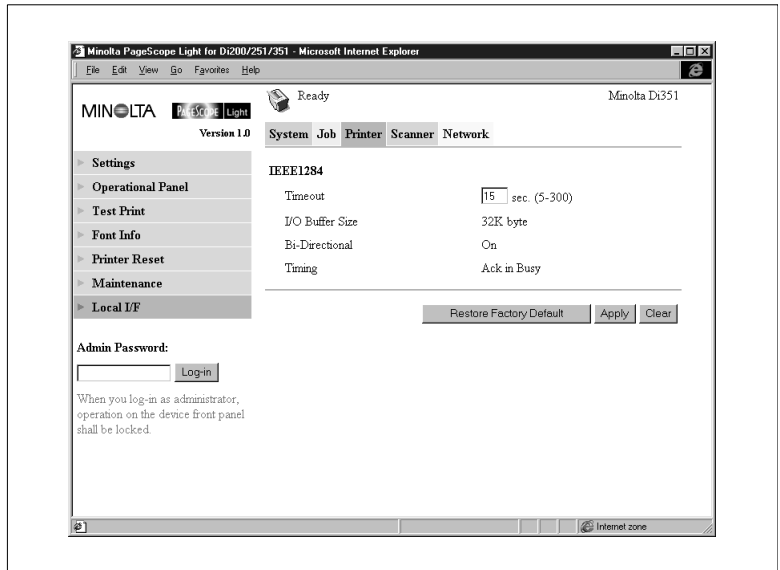 Minolta PageScope Light for Di200/251/351 - Microsoft Internet Explorer
File Edit View Go Favorites Help
MINOLTA PAGESCOPE Light
Version 1.0
Ready
Minolta Di351
System Job Printer Scanner Network
Settings
Operational Panel
Test Print
Font Info
Printer Reset
Maintenance
Local I/F
IEEE1284
Timeout 15 sec. (5-300)
I/O Buffer Size 32K byte
Bi-Directional On
Timing Ack in Busy
Restore Factory Default Apply Clear
Admin Password:
Log-in
When you log-in as administrator,
operation on the device front panel
shall be locked.
Internet zone